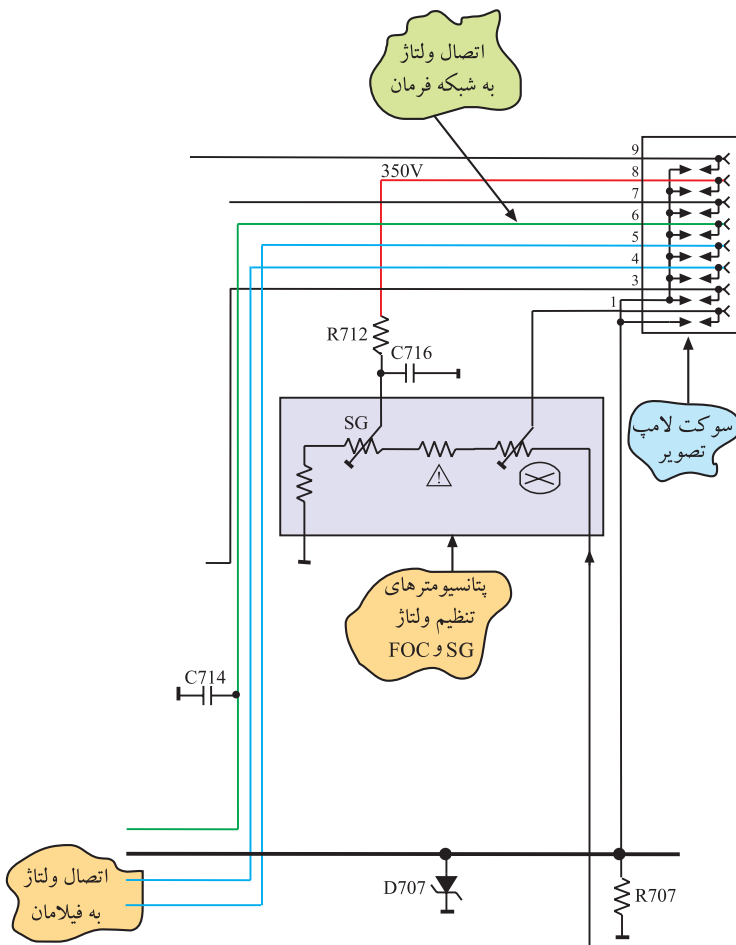 اتصال ولتاژ
به شبکه فرمان
9
350V
8
7
6
5
4
3
1
R712
C716
SG
سوکت لامپ
تصویر
پتانسیومترهای
تنظیم ولتاژ
SG و FOC
C714
اتصال ولتاژ
به فیلامان
D707
R707